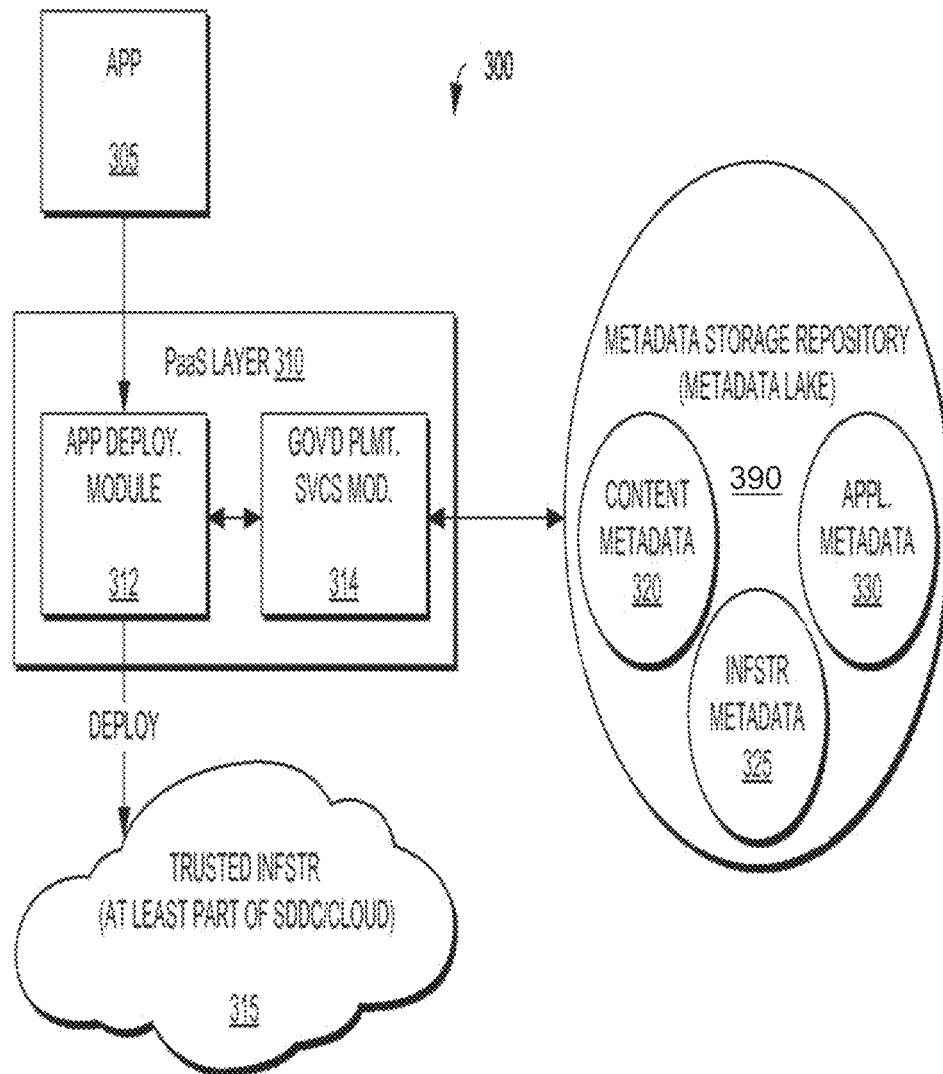 APP
305
300
PaaS LAYER 310
APP DEPLOY.
MODULE
312
GOV'D PLMT.
SVCS MOD.
314
METADATA STORAGE REPOSITORY
(METADATA LAKE)
390
CONTENT
METADATA
320
APPL.
METADATA
330
INFSTR
METADATA
325
DEPLOY
TRUSTED INFSTR
(AT LEAST PART OF SDDC/CLOUD)
315